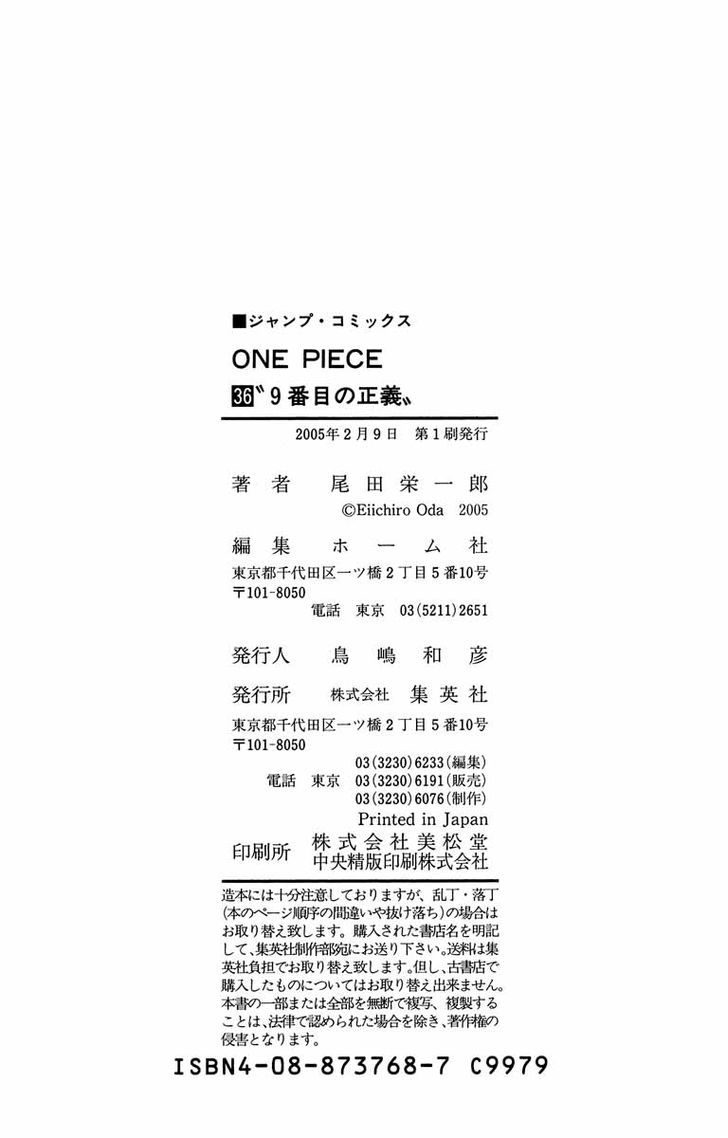 ■ジャンプ・コミックス
ONE PIECE
36〝9番目の正義〟
2005年2月9日　第1刷発行
著者　尾田栄一郎
©Eiichiro Oda　2005
編集　ホーム社
東京都千代田区一ツ橋2丁目5番10号
〒101-8050
電話　東京　03(5211)2651
発行人　鳥嶋和彦
発行所　株式会社　集英社
東京都千代田区一ツ橋2丁目5番10号
〒101-8050
03(3230)6233(編集)
電話　東京　03(3230)6191(販売)
03(3230)6076(制作)
Printed in Japan
印刷所　株式会社美松堂
中央精版印刷株式会社
造本には十分注意しておりますが、乱丁・落丁
(本のページ順序の間違いや抜け落ち)の場合は
お取り替え致します。購入された書店名を明記
して、集英社制作部宛にお送り下さい。送料は集
英社負担でお取り替え致します。但し、古書店で
購入したものについてはお取り替え出来ません。
本書の一部または全部を無断で複写、複製する
ことは、法律で認められた場合を除き、著作権の
侵害となります。
ISBN4-08-873768-7 C9979